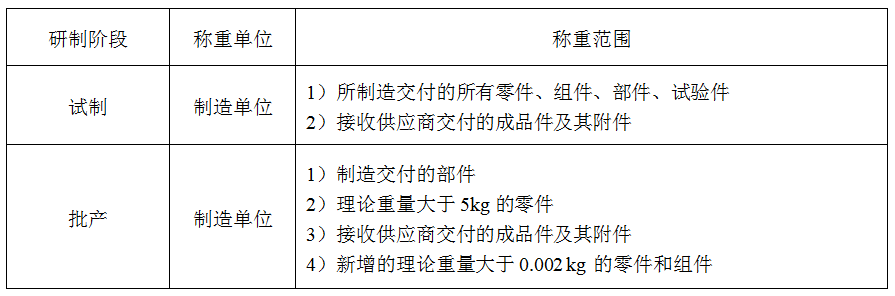 研制阶段 称重单位 称重范围
试制 制造单位 1）所制造交付的所有零件、组件、部件、试验件
2）接收供应商交付的成品件及其附件
批产 制造单位 1）制造交付的部件
2）理论重量大于 5kg 的零件
3）接收供应商交付的成品件及其附件
4）新增的理论重量大于 0.002 kg 的零件和组件